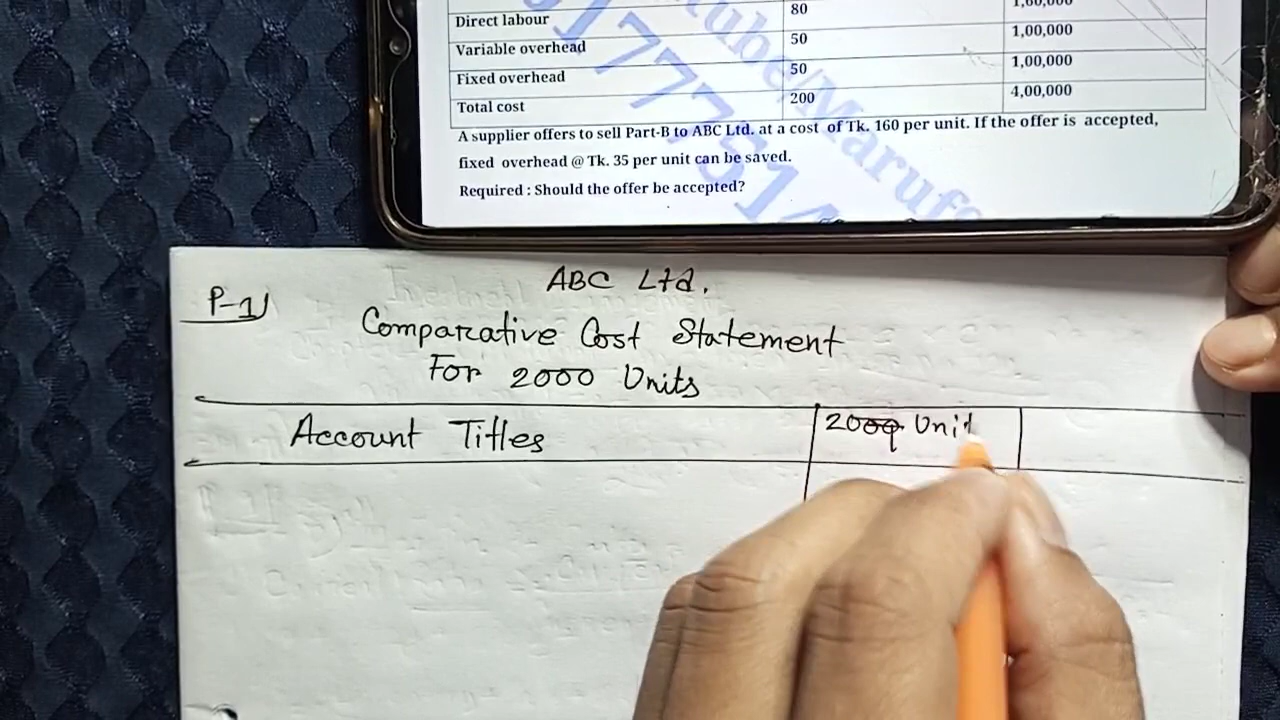 Direct labour 80 1,60,000
Variable overhead 50 1,00,000
Fixed overhead 50 1,00,000
Total cost 200 4,00,000
A supplier offers to sell Part-B to ABC Ltd. at a cost of Tk. 160 per unit. If the offer is accepted,
fixed overhead @ Tk. 35 per unit can be saved.
Required : Should the offer be accepted?
P-1
ABC Ltd.
Comparative Cost Statement
For 2000 Units
Account Titles 2000 Unit